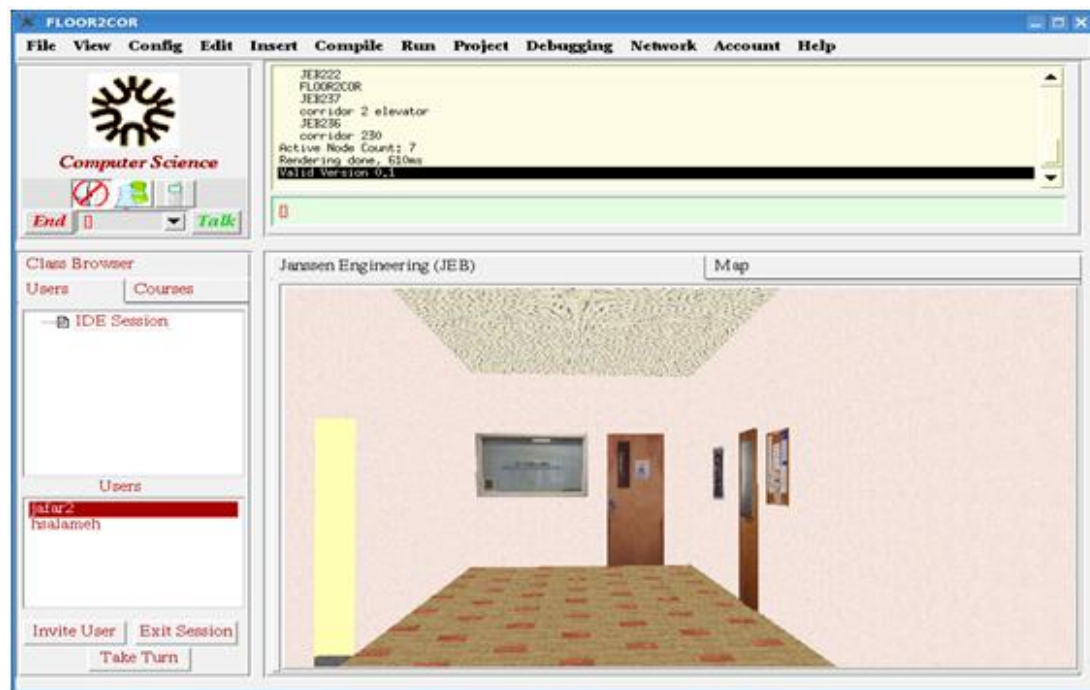 FLOOR2COR
File View Config Edit Insert Compile Run Project Debugging Network Account Help
Computer Science
End [] Talk
JEB222
FLOOR2COR
JEB237
corridor 2 elevator
JEB236
corridor 230
Active Node Count: 7
Rendering done, 610ms
Valid Version 0.1
[]
Class Browser
Users Courses
IDE Session
Users
jafar2
hsalameh
Invite User Exit Session
Take Turn
Janssen Engineering (JEB) Map